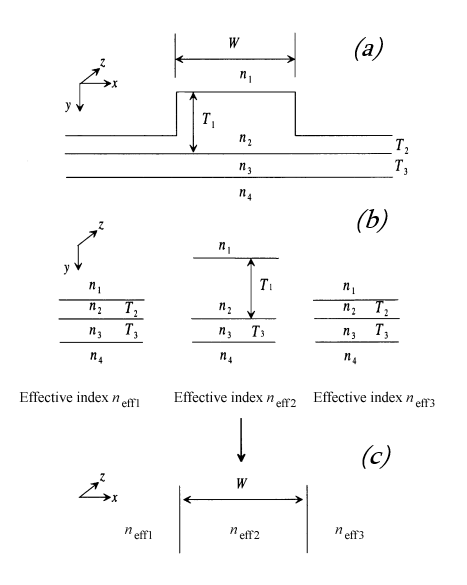 (a)
W
z
x
y
n1
T1
n2
T2
n3
T3
n4
(b)
z
y
n1
n1
T1
n1
n2 T2
n2
n2 T2
n3 T3
n3 T3
n3 T3
n4
n4
n4
Effective index neff1 Effective index neff2 Effective index neff3
(c)
z
x
W
neff1 neff2 neff3